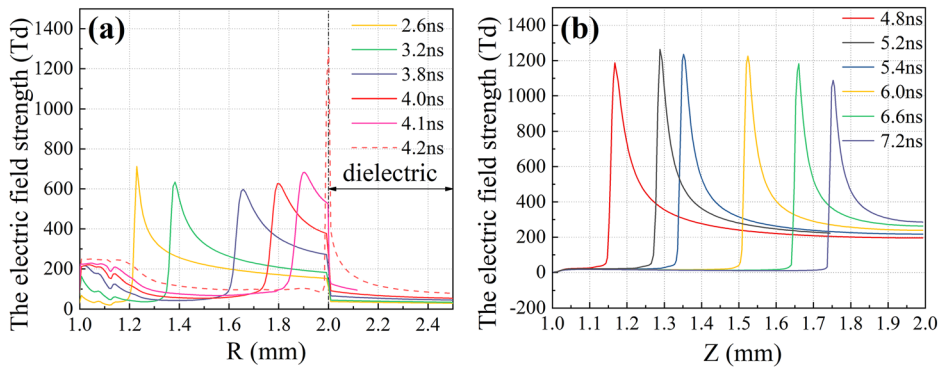 (a)
The electric field strength (Td)
1500
1400
1200
1000
800
600
400
200
0
2.6ns
3.2ns
3.8ns
4.0ns
4.1ns
4.2ns
dielectric
1.0 1.2 1.4 1.6 1.8 2.0 2.2 2.4
R (mm)
(b)
The electric field strength (Td)
1400
1200
1000
800
600
400
200
0
-200
4.8ns
5.2ns
5.4ns
6.0ns
6.6ns
7.2ns
1.0 1.1 1.2 1.3 1.4 1.5 1.6 1.7 1.8 1.9 2.0
Z (mm)